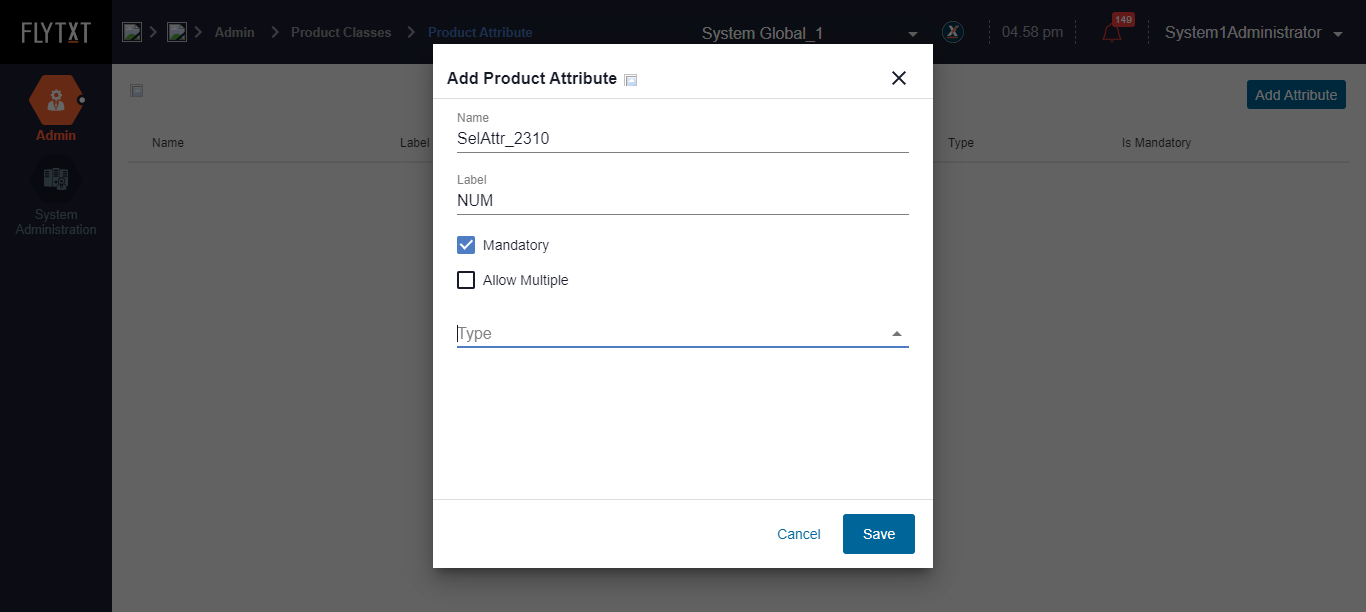 FLYTXT
Admin
Product Classes
Product Attribute
System Global_1
04.58 pm
149
System1Administrator
Admin
System
Administration
Add Attribute
Name
Label
Type
Is Mandatory
Add Product Attribute
Name
SelAttr_2310
Label
NUM
Mandatory
Allow Multiple
Type
Cancel
Save